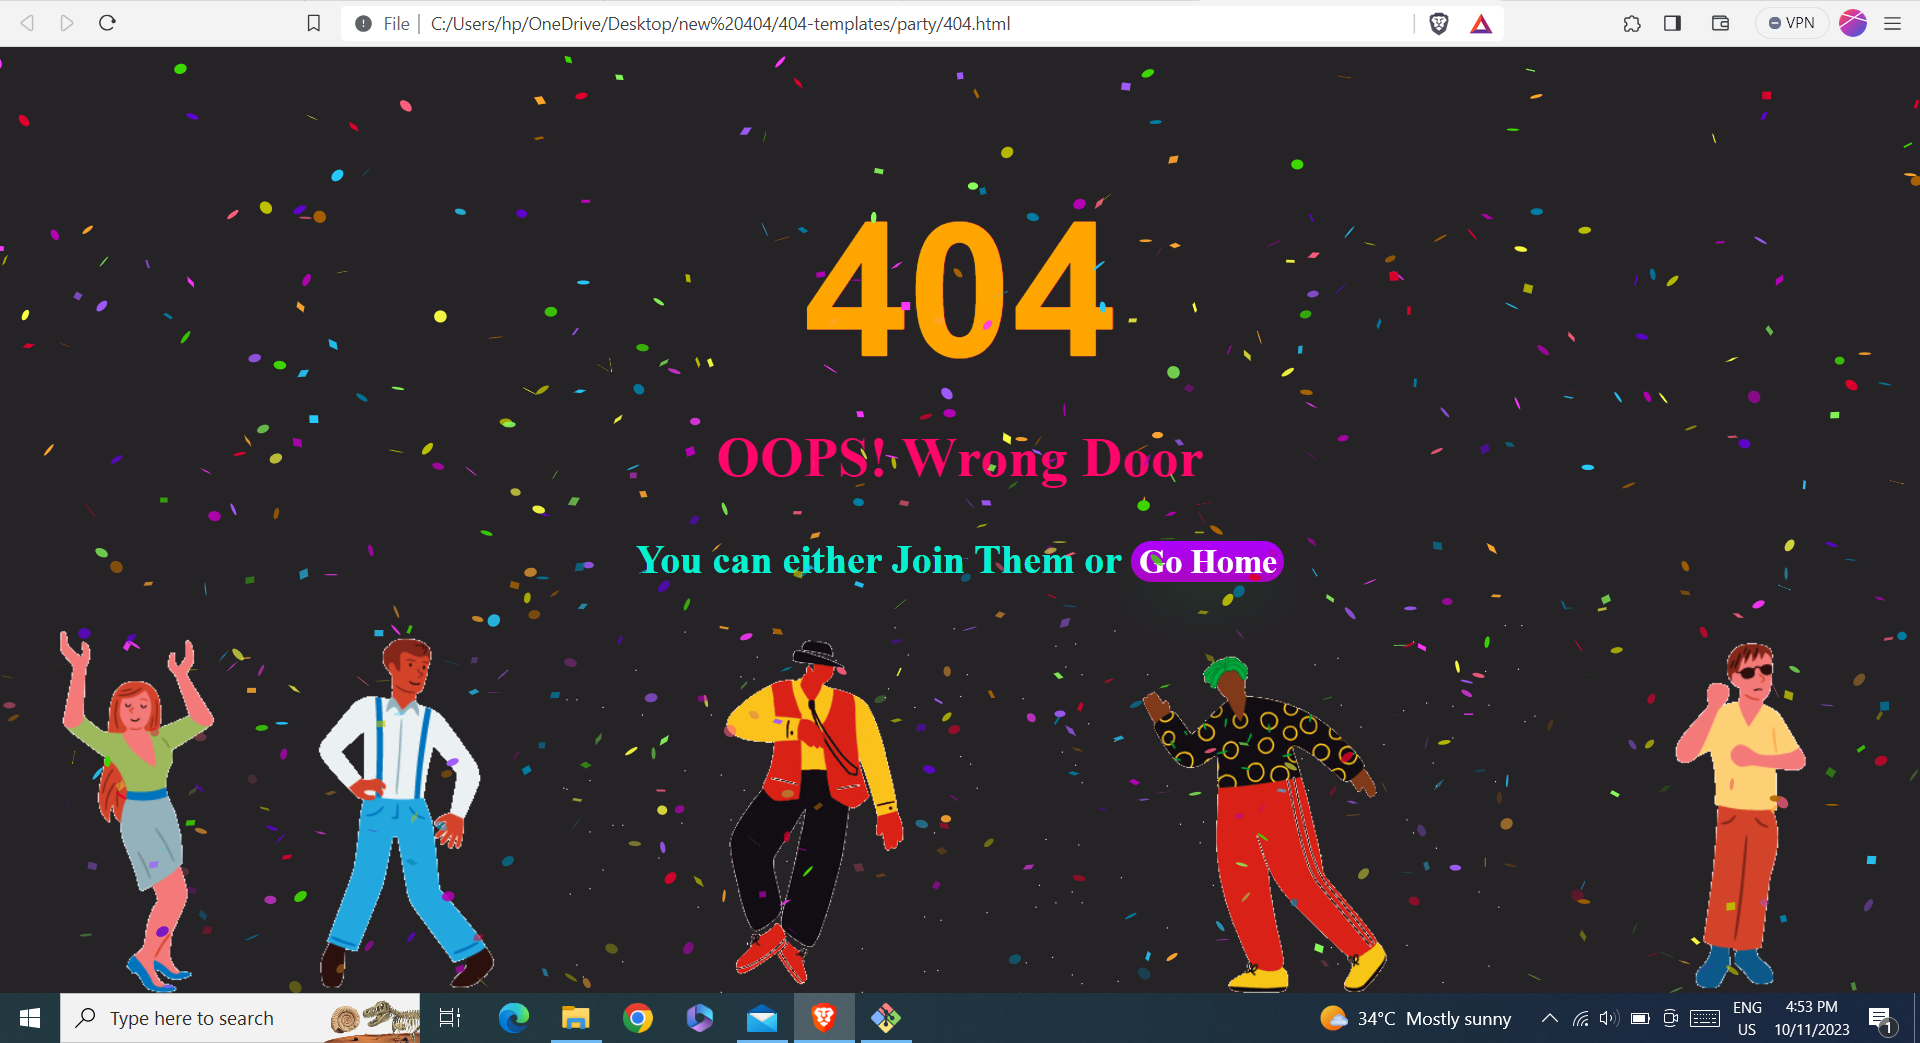 File
C:/Users/hp/OneDrive/Desktop/new%20404/404-templates/party/404.html
VPN
404
OOPS! Wrong Door
You can either Join Them or Go Home
Type here to search
34°C Mostly sunny
ENG
US
4:53 PM
10/11/2023
1